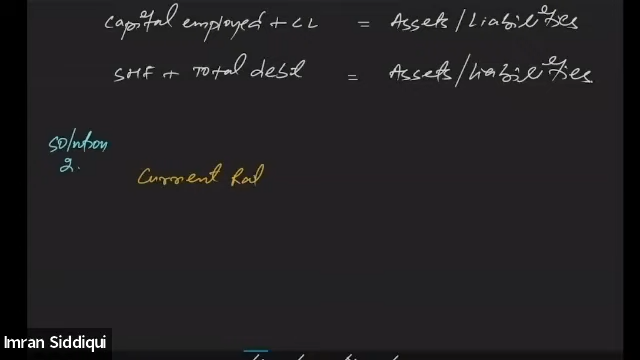 Capital employed + CL = Assets/Liabilities
SHF + Total debt = Assets/Liabilities
Solution
2.
Current Rat
Imran Siddiqui